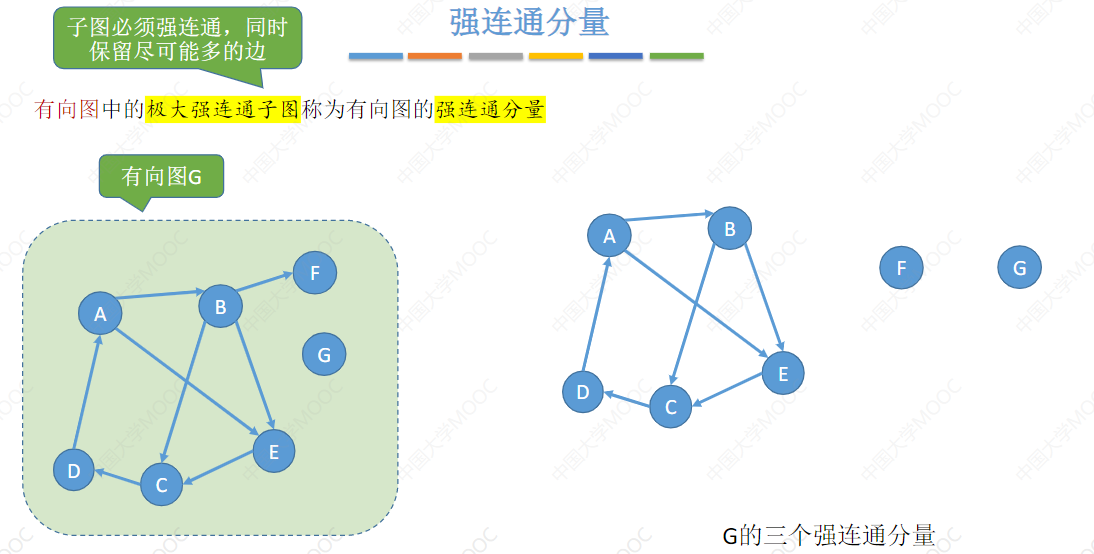 强连通分量
子图必须强连通，同时
保留尽可能多的边
有向图中的极大强连通子图称为有向图的强连通分量
有向图G
A
B
F
G
E
D
C
A
B
F
G
E
D
C
G的三个强连通分量
中国大学MOOC